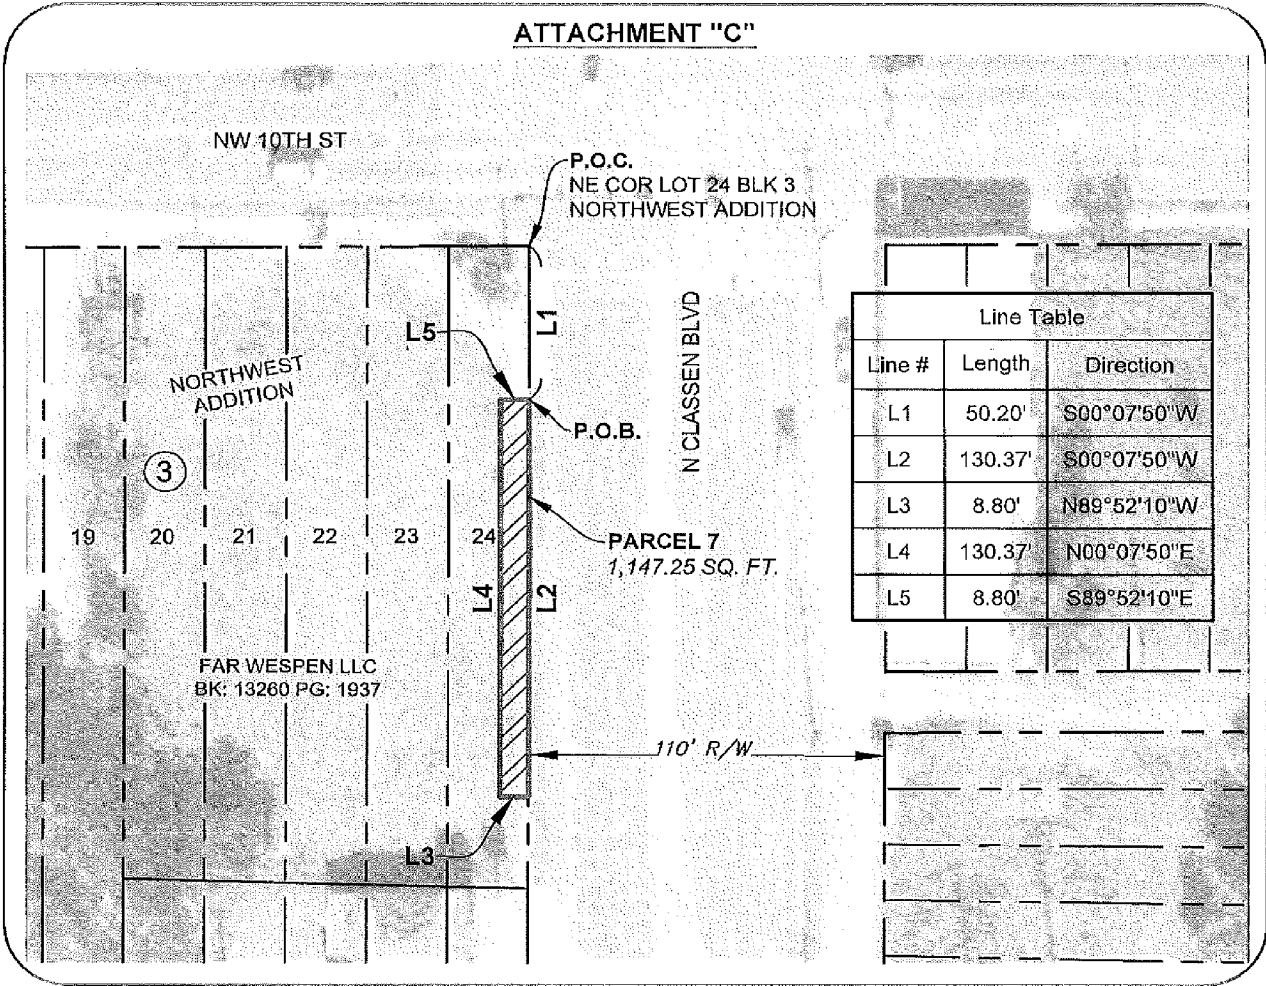 ATTACHMENT "C"
NW 10TH ST
P.O.C.
NE COR LOT 24 BLK 3
NORTHWEST ADDITION
L1
L5
N CLASSEN BLVD
NORTHWEST
ADDITION
P.O.B.
3
19
20
21
22
23
24
PARCEL 7
1,147.25 SQ. FT.
L4
L2
FAR WESPEN LLC
BK: 13260 PG: 1937
110' R/W
L3
Line Table
Line # Length Direction
L1 50.20' S00°07'50"W
L2 130.37' S00°07'50"W
L3 8.80' N89°52'10"W
L4 130.37' N00°07'50"E
L5 8.80' S89°52'10"E